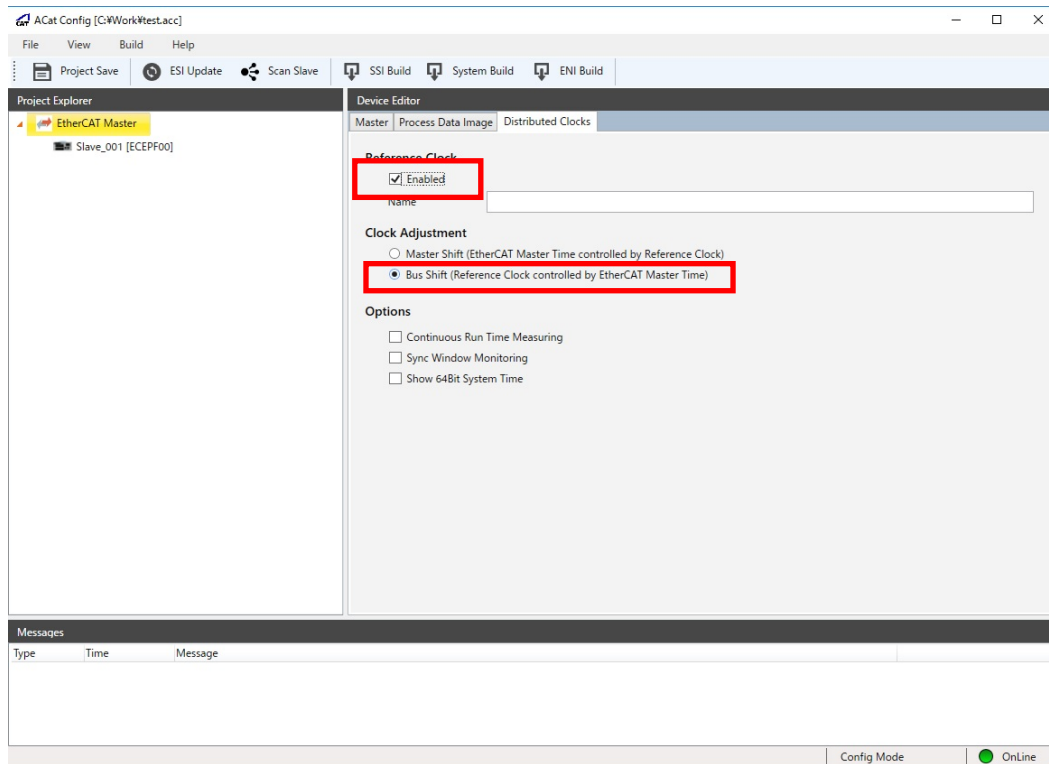 ACat Config [C:¥Work¥test.acc]
File View Build Help
Project Save ESI Update Scan Slave SSI Build System Build ENI Build
Project Explorer
EtherCAT Master
Slave_001 [ECEPF00]
Device Editor
Master Process Data Image Distributed Clocks
Reference Clock
Enabled
Name
Clock Adjustment
Master Shift (EtherCAT Master Time controlled by Reference Clock)
Bus Shift (Reference Clock controlled by EtherCAT Master Time)
Options
Continuous Run Time Measuring
Sync Window Monitoring
Show 64Bit System Time
Messages
Type Time Message
Config Mode OnLine